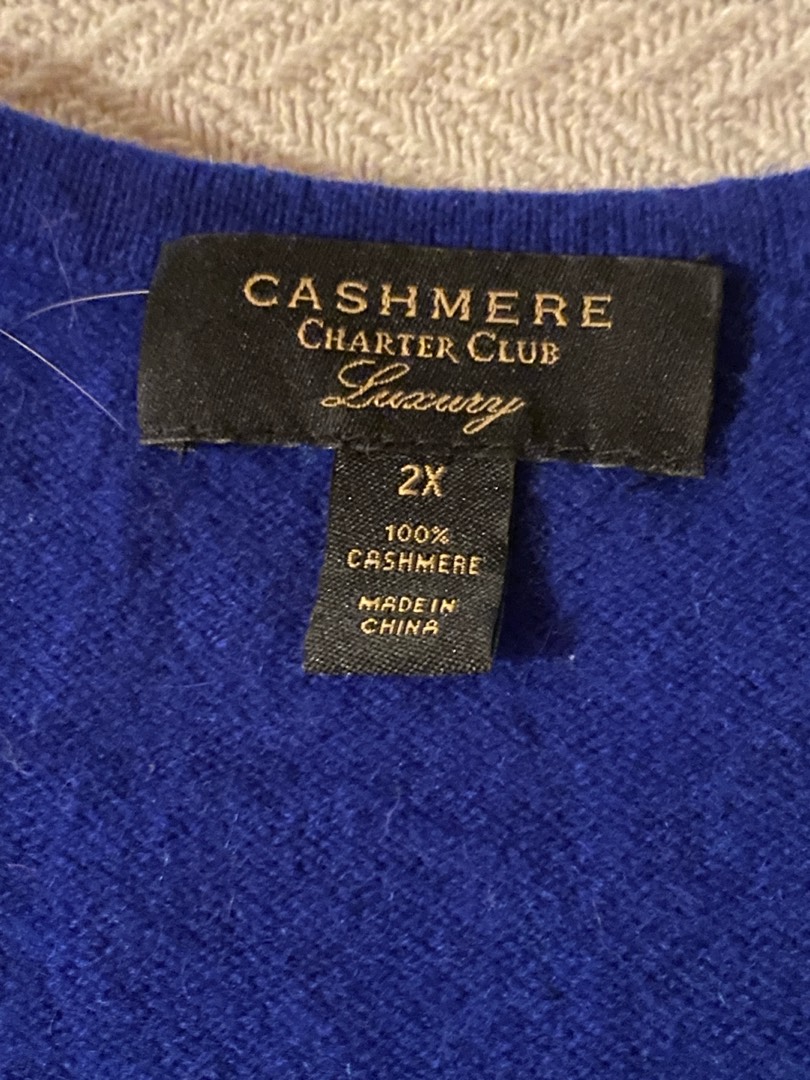 CASHMERE
CHARTER CLUB
Luxury
2X
100%
CASHMERE
MADE IN
CHINA